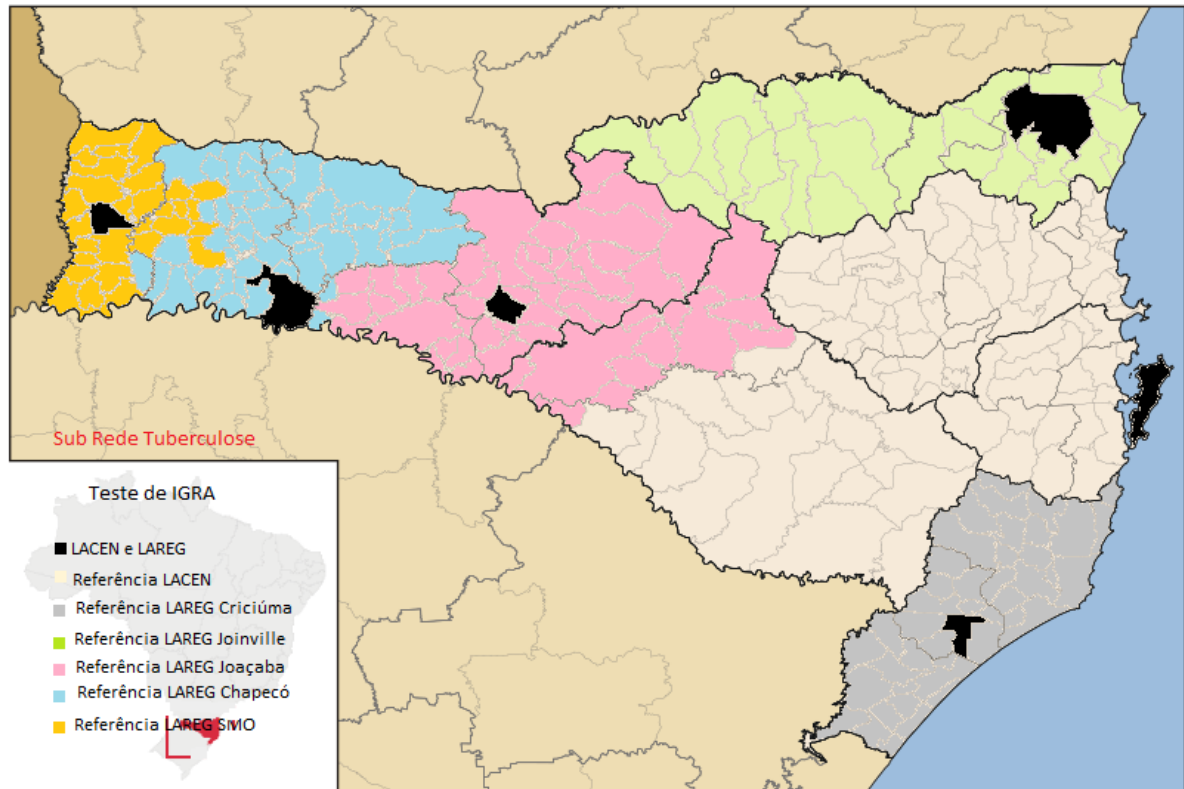 Sub Rede Tuberculose
Teste de IGRA
LACEN e LAREG
Referência LACEN
Referência LAREG Criciúma
Referência LAREG Joinville
Referência LAREG Joaçaba
Referência LAREG Chapecó
Referência LAREG SMO